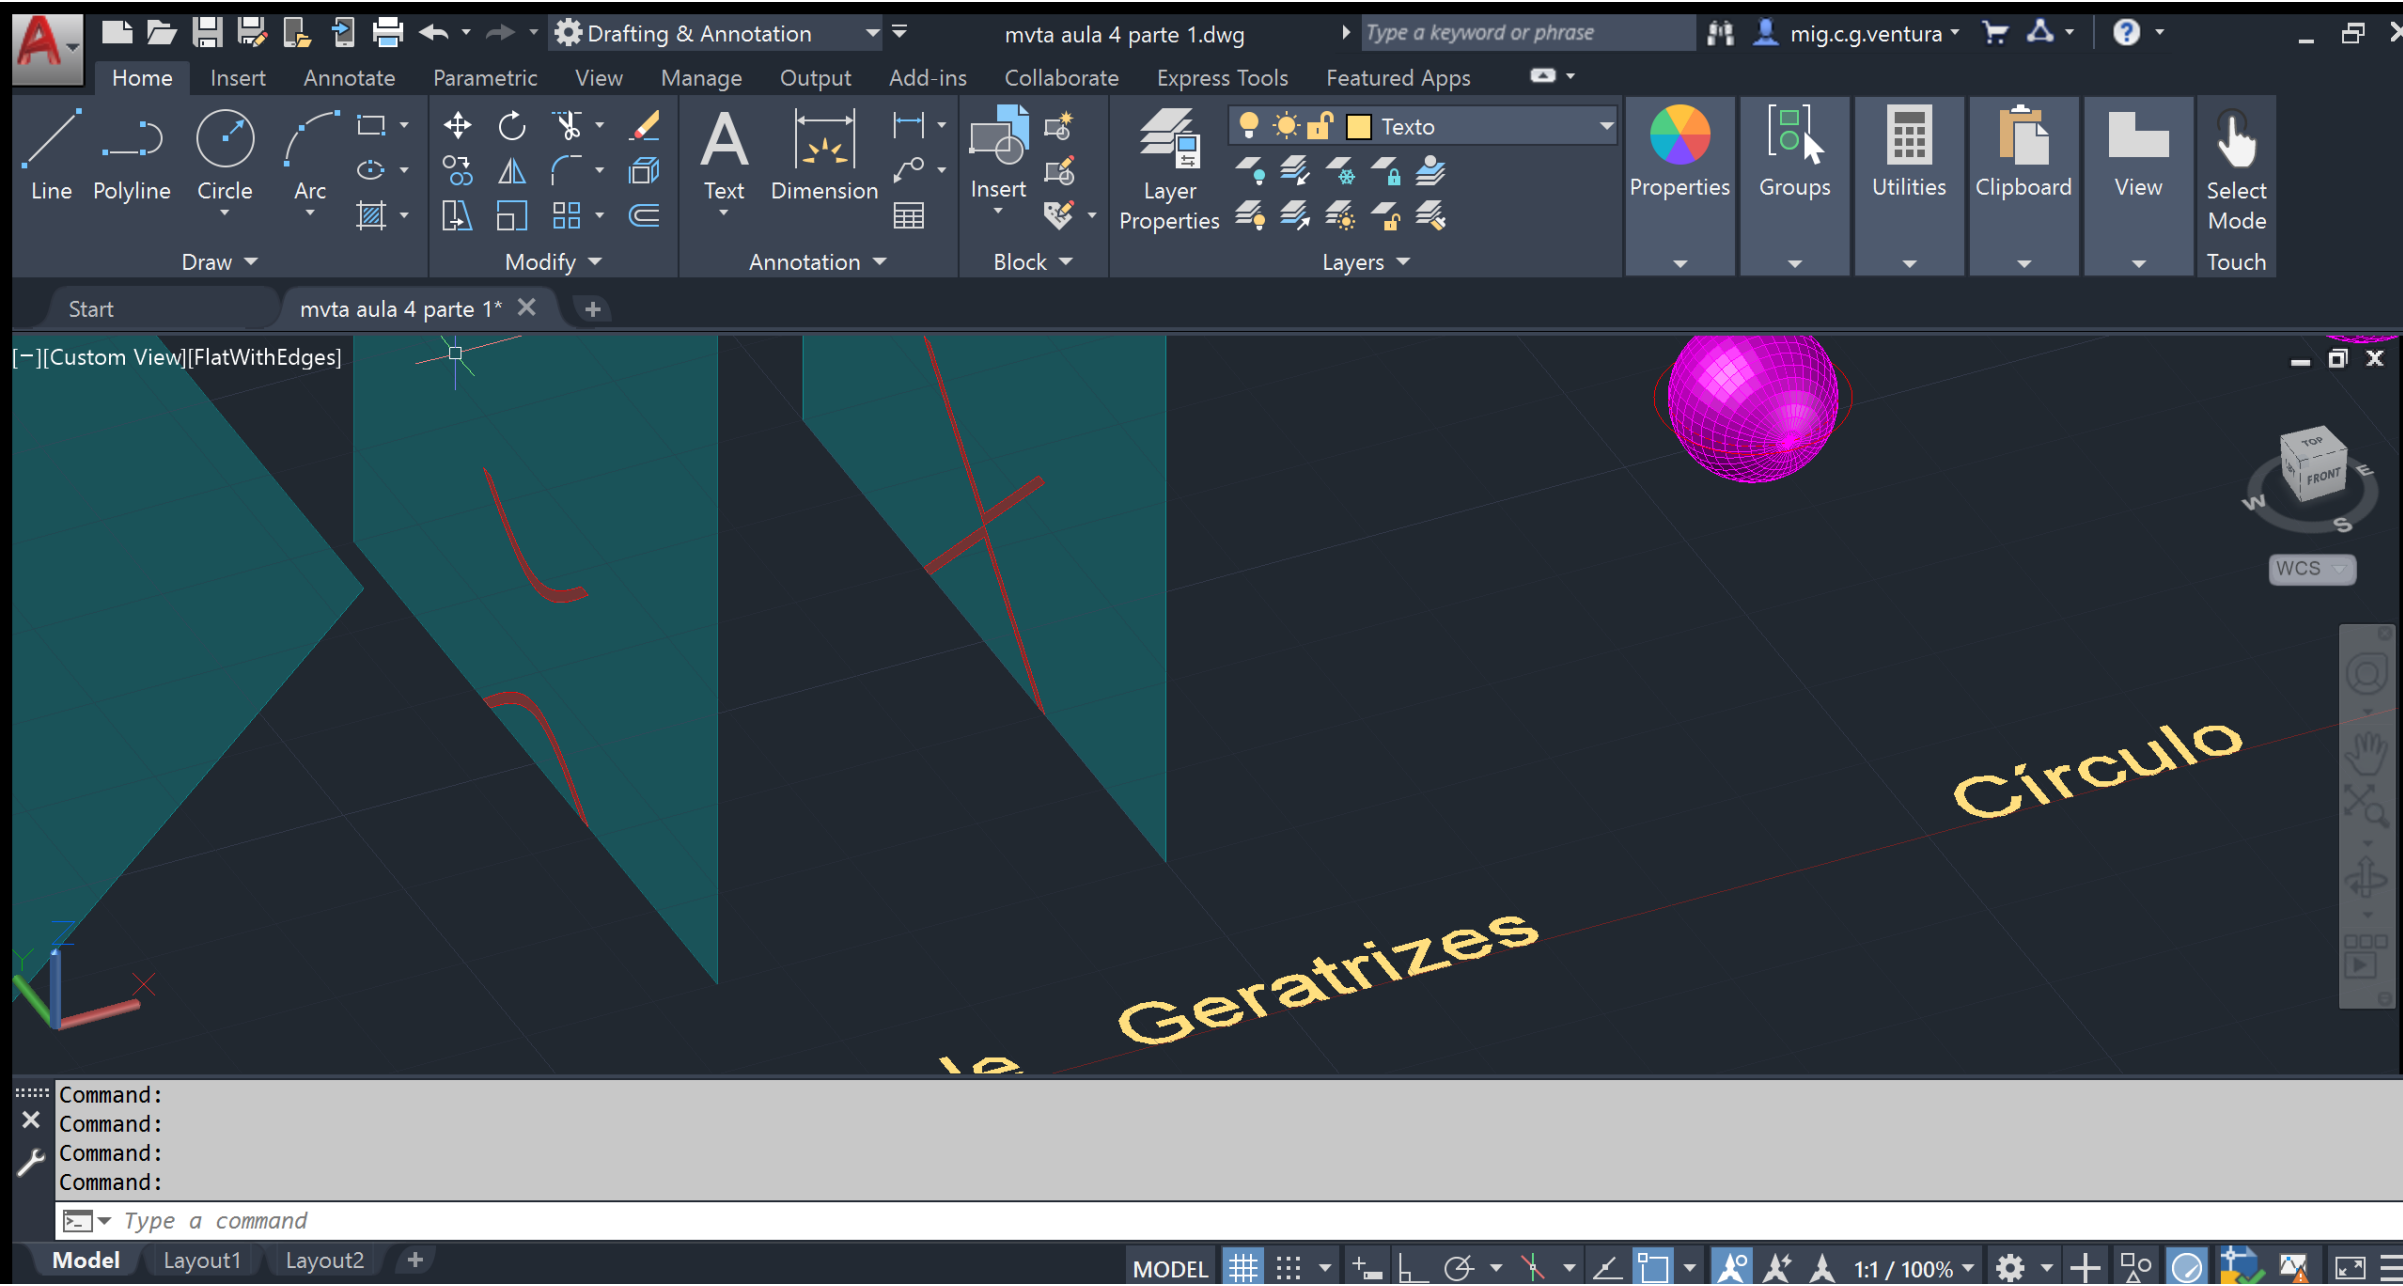 Drafting & Annotation
mvta aula 4 parte 1.dwg
Type a keyword or phrase
mig.c.g.ventura
Home Insert Annotate Parametric View Manage Output Add-ins Collaborate Express Tools Featured Apps
Texto
Line Polyline Circle Arc
Text Dimension
Insert
Layer Properties
Properties Groups Utilities Clipboard View
Select Mode
Draw Modify Annotation Block Layers Touch
Start
mvta aula 4 parte 1*
[−][Custom View][FlatWithEdges]
TOP
FRONT
W
S
E
WCS
Círculo
Geratrizes
le
X
Y
Z
Command:
Command:
Command:
Command:
Type a command
Model Layout1 Layout2
MODEL
1:1 / 100%